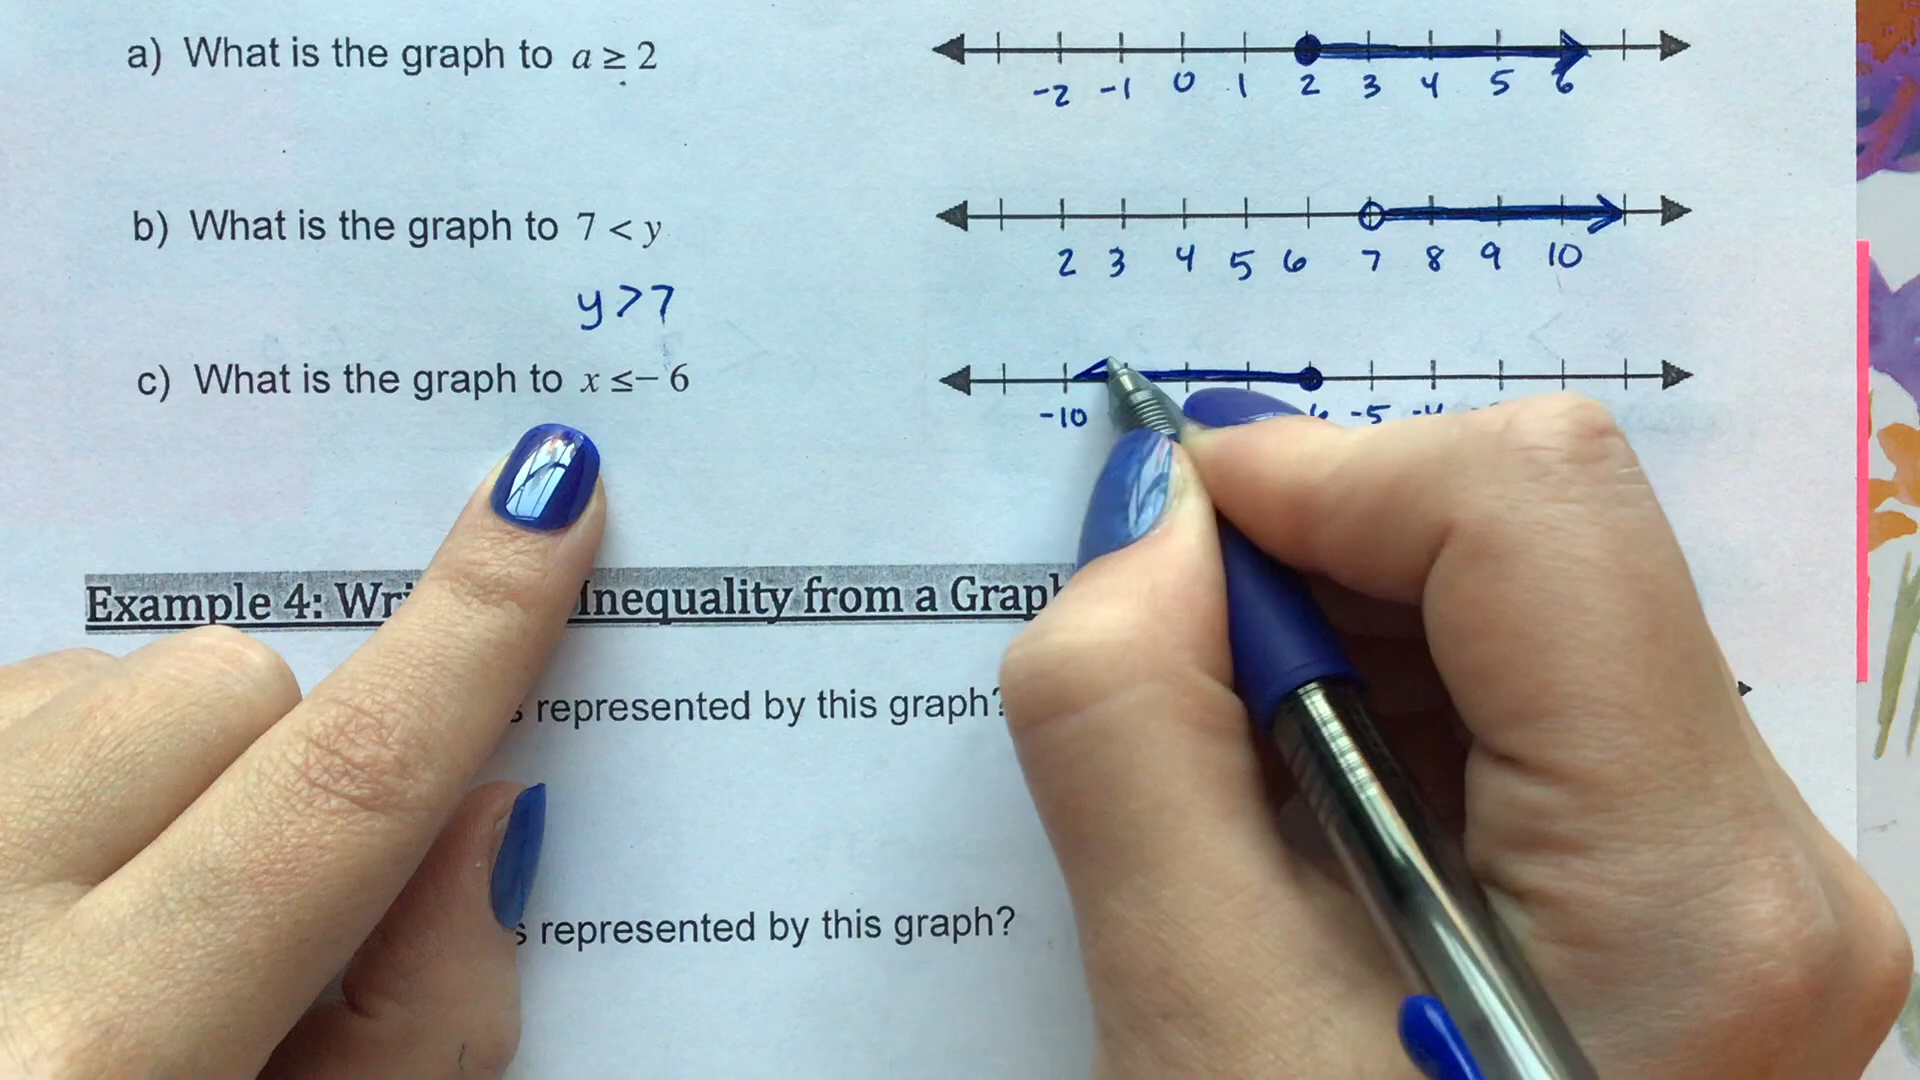 a) What is the graph to a ≥ 2
-2 -1 0 1 2 3 4 5 6
b) What is the graph to 7 < y
2 3 4 5 6 7 8 9 10
y > 7
c) What is the graph to x ≤ - 6
-10 -5
Example 4: Inequality from a
represented by this graph?
represented by this graph?